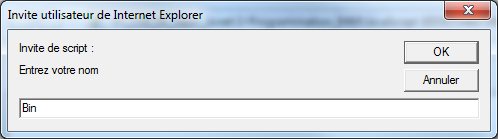 Invite utilisateur de Internet Explorer
Invite de script :
OK
Entrez votre nom
Annuler
Bin